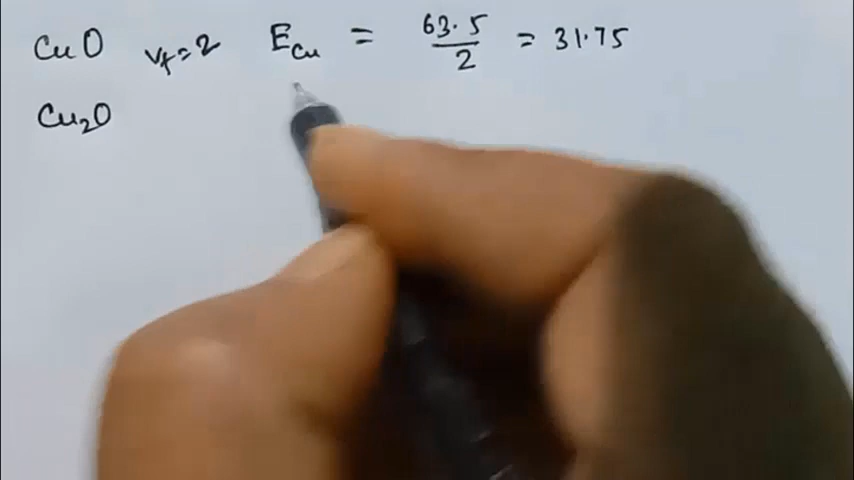 CuO Vf=2 ECu = 63.5/2 = 31.75
Cu2O